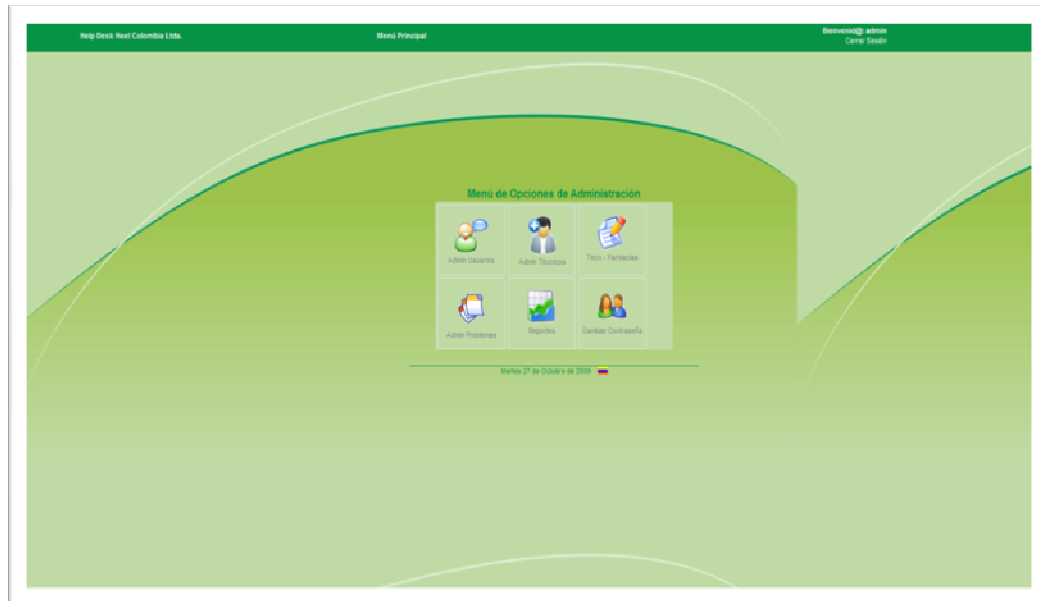 Help Desk Heel Colombia Ltda.
Menú Principal
Bienvenid@: admin
Cerrar Sesión
Menú de Opciones de Administración
Admin Usuarios
Admin Técnicos
Tecn - Farmacias
Admin Problemas
Reportes
Cambiar Contraseña
Martes 27 de Octubre de 2009